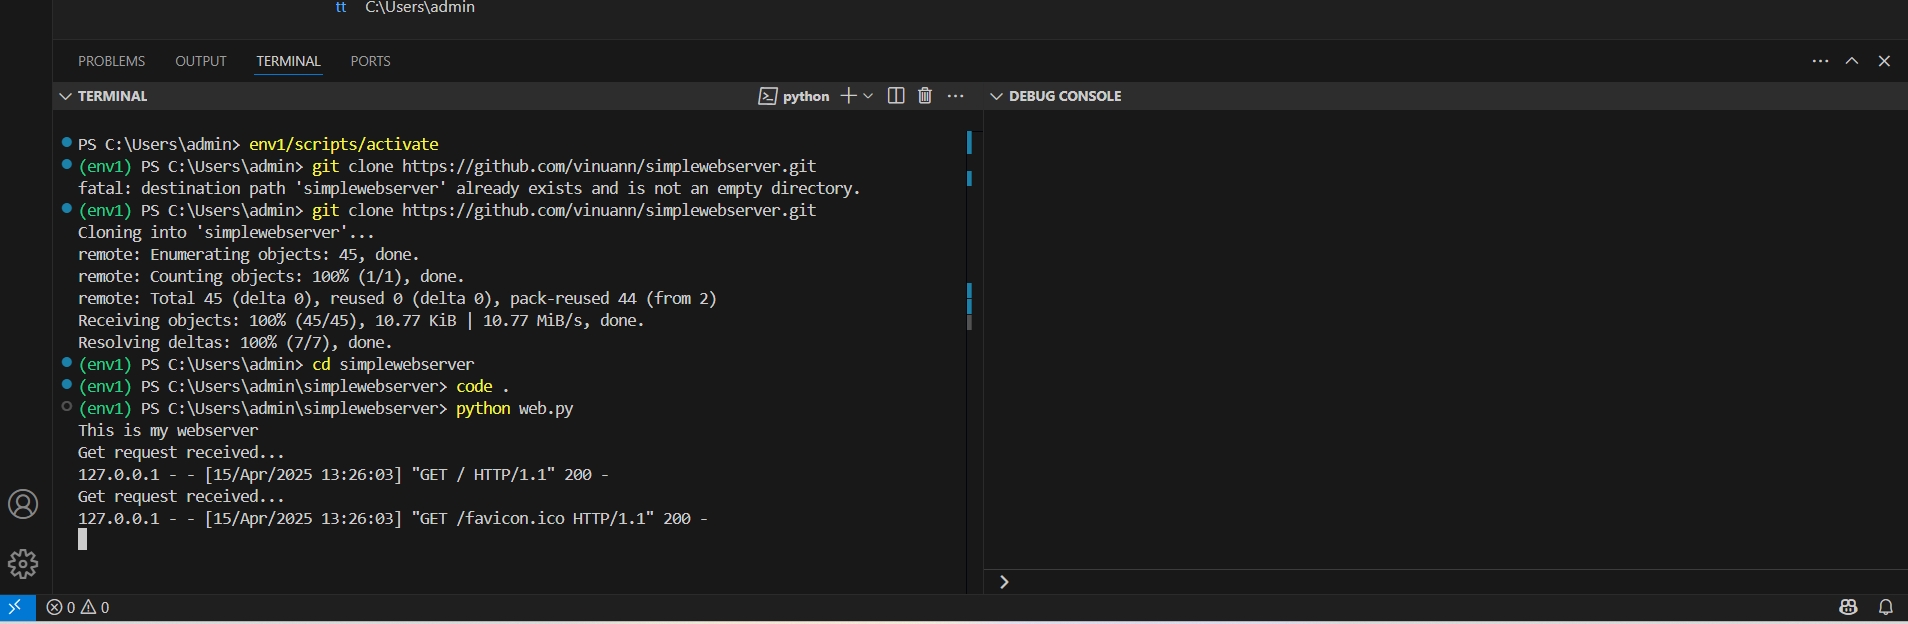 tt C:\Users\admin
PROBLEMS OUTPUT TERMINAL PORTS
TERMINAL python DEBUG CONSOLE
PS C:\Users\admin> env1/scripts/activate
(env1) PS C:\Users\admin> git clone https://github.com/vinuann/simplewebserver.git
fatal: destination path 'simplewebserver' already exists and is not an empty directory.
(env1) PS C:\Users\admin> git clone https://github.com/vinuann/simplewebserver.git
Cloning into 'simplewebserver'...
remote: Enumerating objects: 45, done.
remote: Counting objects: 100% (1/1), done.
remote: Total 45 (delta 0), reused 0 (delta 0), pack-reused 44 (from 2)
Receiving objects: 100% (45/45), 10.77 KiB | 10.77 MiB/s, done.
Resolving deltas: 100% (7/7), done.
(env1) PS C:\Users\admin> cd simplewebserver
(env1) PS C:\Users\admin\simplewebserver> code .
(env1) PS C:\Users\admin\simplewebserver> python web.py
This is my webserver
Get request received...
127.0.0.1 - - [15/Apr/2025 13:26:03] "GET / HTTP/1.1" 200 -
Get request received...
127.0.0.1 - - [15/Apr/2025 13:26:03] "GET /favicon.ico HTTP/1.1" 200 -
0 0